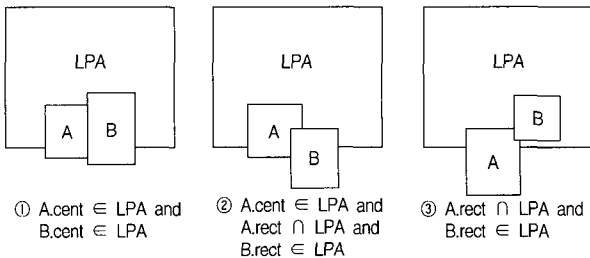 LPA
A
B
① A.cent ∈ LPA and
B.cent ∈ LPA
LPA
A
B
② A.cent ∈ LPA and
A.rect ∩ LPA and
B.rect ∈ LPA
LPA
B
A
③ A.rect ∩ LPA and
B.rect ∈ LPA